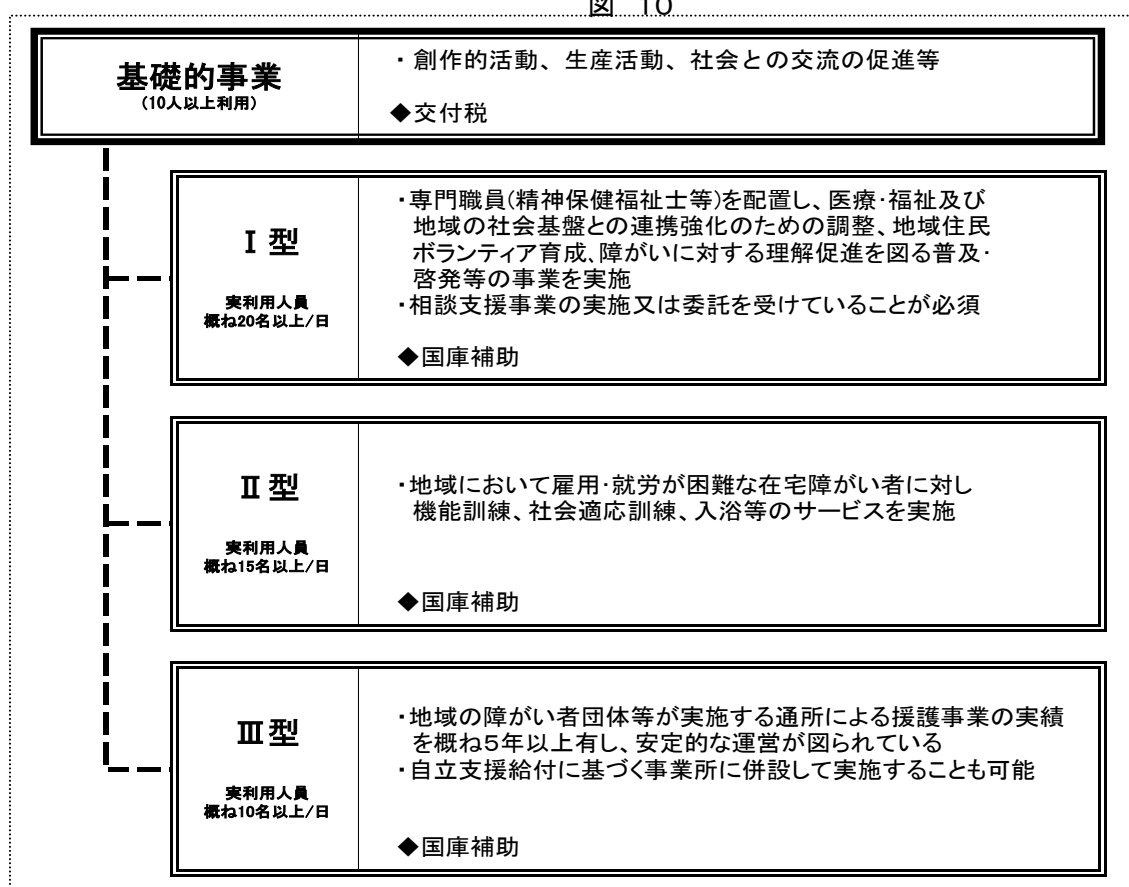 図 10
基礎的事業
(10人以上利用)
・創作的活動、生産活動、社会との交流の促進等
◆交付税
Ⅰ型
実利用人員
概ね20名以上/日
・専門職員(精神保健福祉士等)を配置し、医療・福祉及び
地域の社会基盤との連携強化のための調整、地域住民
ボランティア育成、障がいに対する理解促進を図る普及・
啓発等の事業を実施
・相談支援事業の実施又は委託を受けていることが必須
◆国庫補助
Ⅱ型
実利用人員
概ね15名以上/日
・地域において雇用・就労が困難な在宅障がい者に対し
機能訓練、社会適応訓練、入浴等のサービスを実施
◆国庫補助
Ⅲ型
実利用人員
概ね10名以上/日
・地域の障がい者団体等が実施する通所による援護事業の実績
を概ね5年以上有し、安定的な運営が図られている
・自立支援給付に基づく事業所に併設して実施することも可能
◆国庫補助